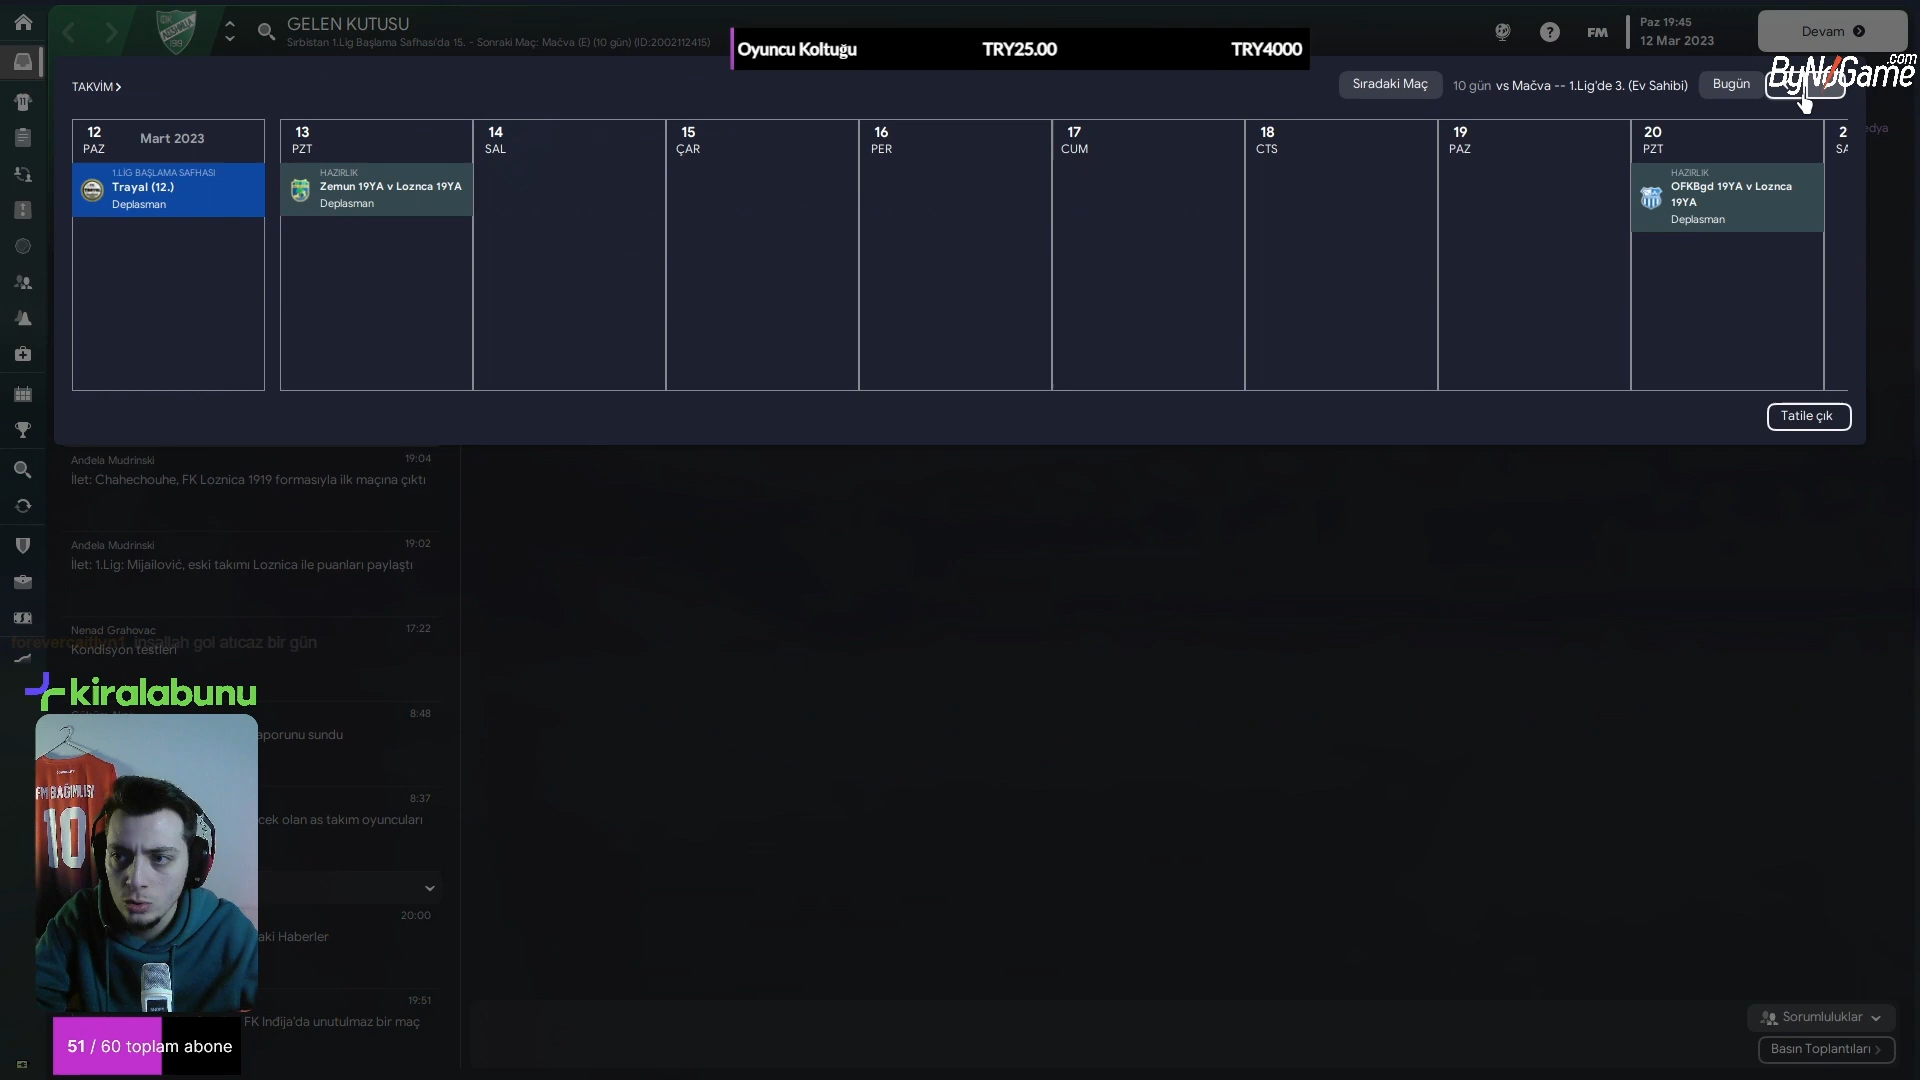 GELEN KUTUSU
Sırbistan 1.Lig Başlama Safhası'da 15. - Sonraki Maç: Mačva (E) (10 gün) (ID:2002112415)
Oyuncu Koltuğu TRY25.00 TRY4000
FM
Paz 19:45
12 Mar 2023
Devam
ByNoGame.com
TAKVİM
Sıradaki Maç 10 gün vs Mačva -- 1.Lig'de 3. (Ev Sahibi) Bugün
edya
12 PAZ Mart 2023
13 PZT
14 SAL
15 ÇAR
16 PER
17 CUM
18 CTS
19 PAZ
20 PZT
1.LİG BAŞLAMA SAFHASI
Trayal (12.)
Deplasman
HAZIRLIK
Zemun 19YA v Loznca 19YA
Deplasman
HAZIRLIK
OFKBgd 19YA v Loznca
19YA
Deplasman
Tatile çık
Anđela Mudrinski 19:04
İlet: Chahechouhe, FK Loznica 1919 formasıyla ilk maçına çıktı
Anđela Mudrinski 19:02
İlet: 1.Lig: Mijailović, eski takımı Loznica ile puanları paylaştı
Nenad Grahovac 17:22
forevercaitlyn1: inşallah gol atıcaz bir gün
Kondisyon testleri
kiralabunu
8:48
aporunu sundu
8:37
cek olan as takım oyuncuları
20:00
aki Haberler
19:51
FK Inđija'da unutulmaz bir maç
FM BAĞIMLISI
10
51 / 60 toplam abone
Sorumluluklar
Basın Toplantıları